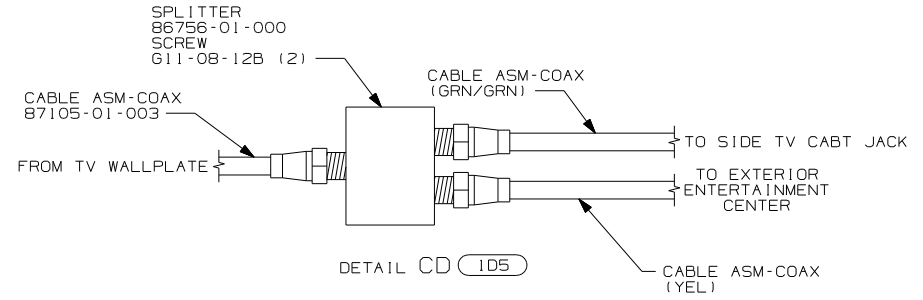 SPLITTER
86756-01-000
SCREW
G11-08-12B (2)
CABLE ASM-COAX
(GRN/GRN)
CABLE ASM-COAX
87105-01-003
FROM TV WALLPLATE
TO SIDE TV CABT JACK
TO EXTERIOR
ENTERTAINMENT
CENTER
DETAIL CD 1D5
CABLE ASM-COAX
(YEL)